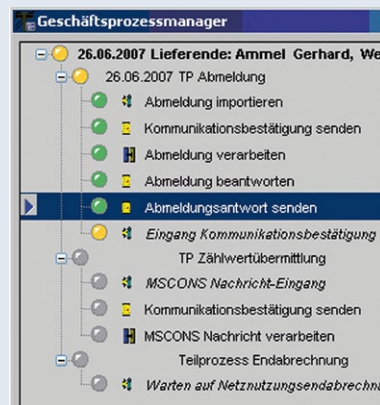 Geschäftsprozessmanager
26.06.2007 Lieferende: Ammel Gerhard, We
26.06.2007 TP Abmeldung
Abmeldung importieren
Kommunikationsbestätigung senden
Abmeldung verarbeiten
Abmeldung beantworten
Abmeldungsantwort senden
Eingang Kommunikationsbestätigung
TP Zählwertübermittlung
MSCONS Nachricht-Eingang
Kommunikationsbestätigung senden
MSCONS Nachricht verarbeiten
Teilprozess Endabrechnung
Warten auf Netznutzungsendabrechnu